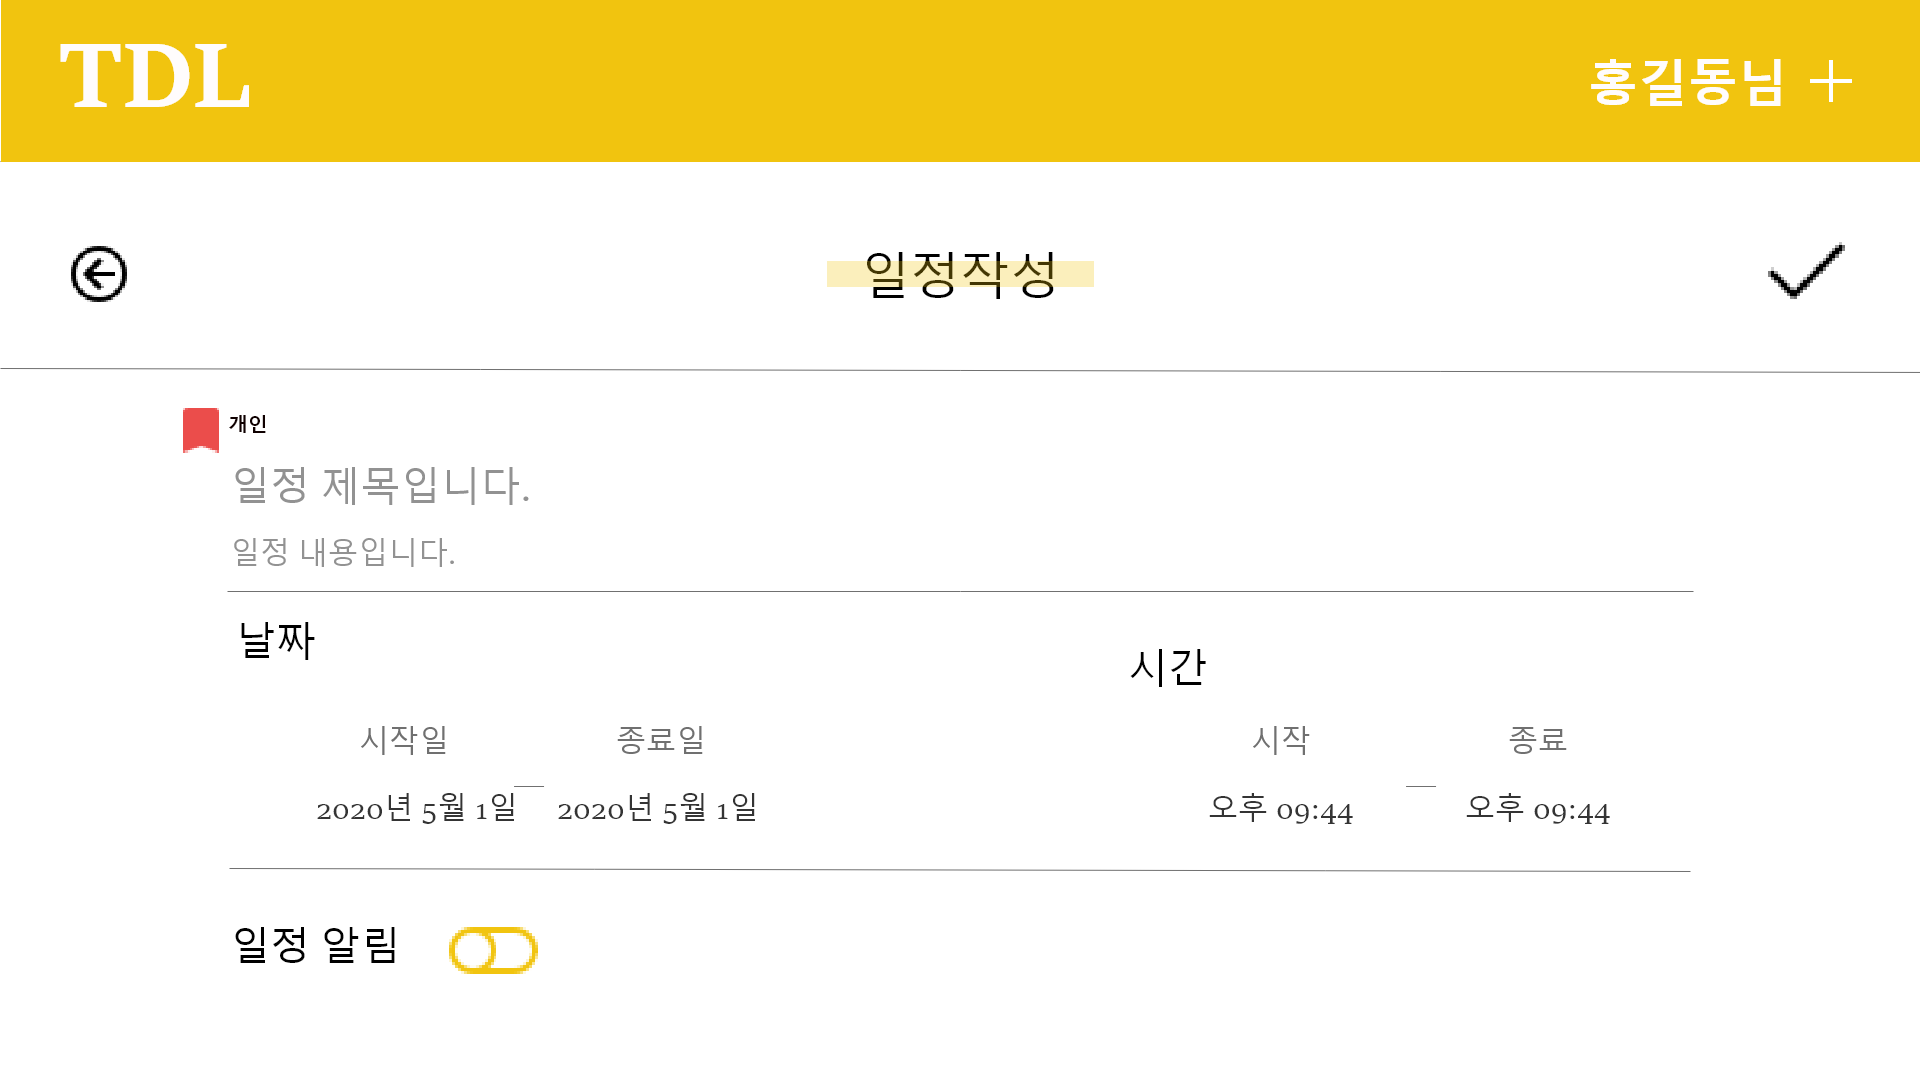 TDL
홍길동님
일정작성
개인
일정 제목입니다.
일정 내용입니다.
날짜
시간
시작일 종료일
시작 종료
2020년 5월 1일 2020년 5월 1일
오후 09:44 오후 09:44
일정 알림